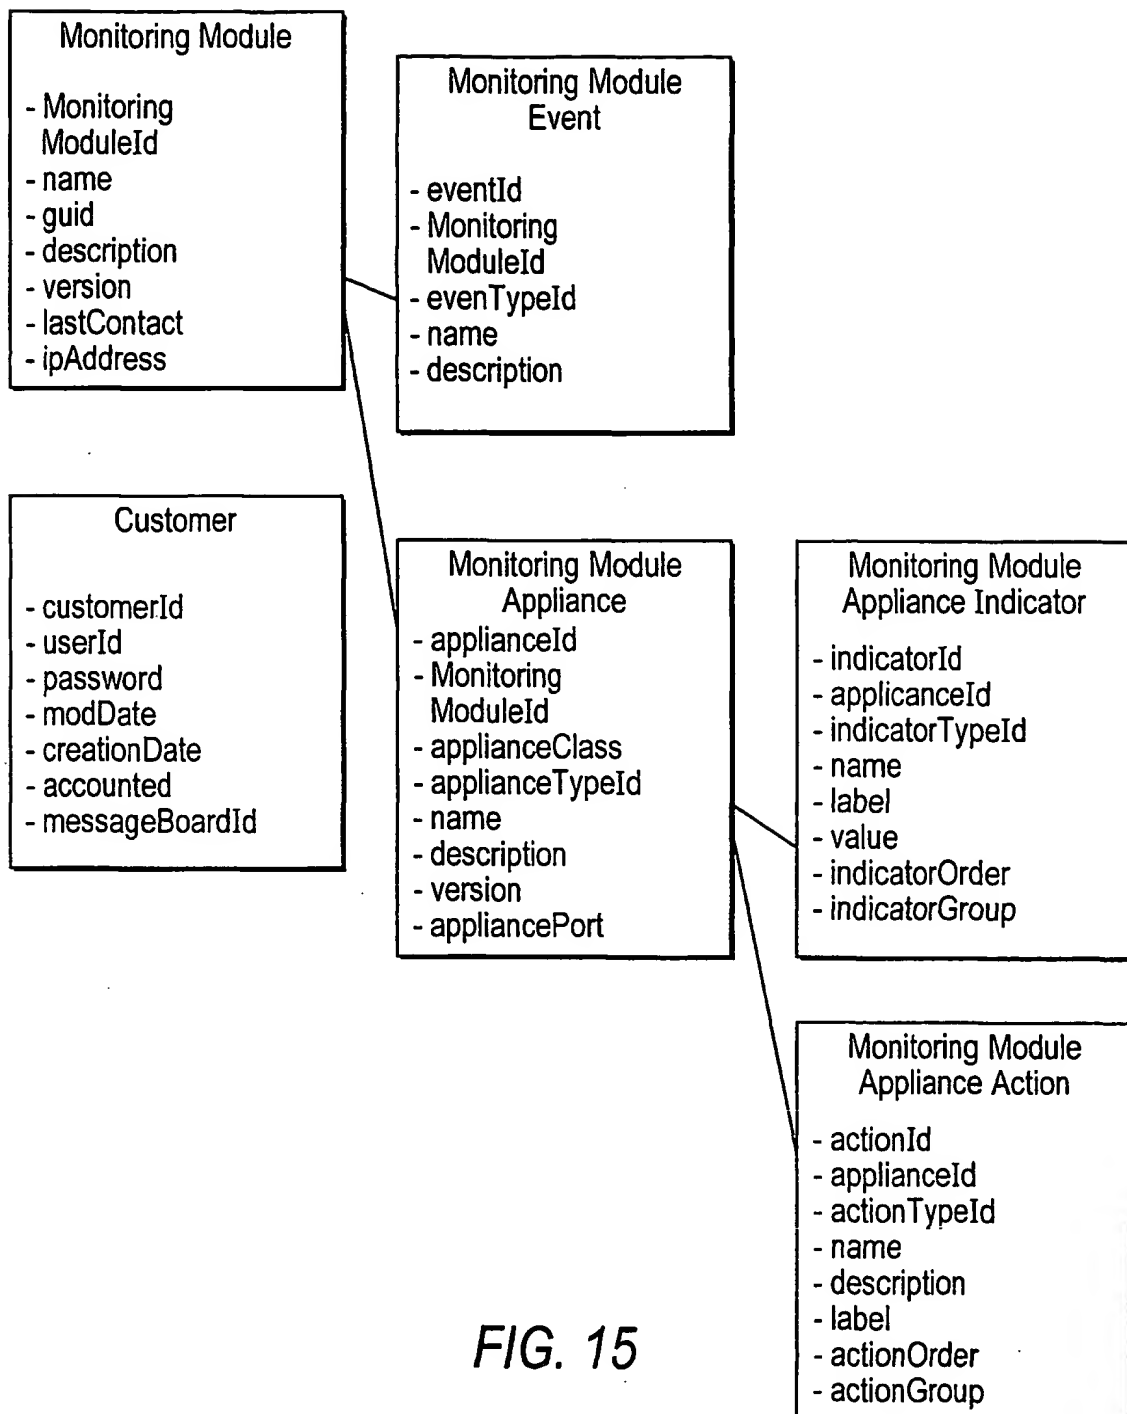 Monitoring Module
- Monitoring
ModuleId
- name
- guid
- description
- version
- lastContact
- ipAddress
Monitoring Module
Event
- eventId
- Monitoring
ModuleId
- evenTypeId
- name
- description
Customer
- customerId
- userId
- password
- modDate
- creationDate
- accounted
- messageBoardId
Monitoring Module
Appliance
- applianceId
- Monitoring
ModuleId
- applianceClass
- applianceTypeId
- name
- description
- version
- appliancePort
Monitoring Module
Appliance Indicator
- indicatorId
- applicanceId
- indicatorTypeId
- name
- label
- value
- indicatorOrder
- indicatorGroup
Monitoring Module
Appliance Action
- actionId
- applianceId
- actionTypeId
- name
- description
- label
- actionOrder
- actionGroup
FIG. 15